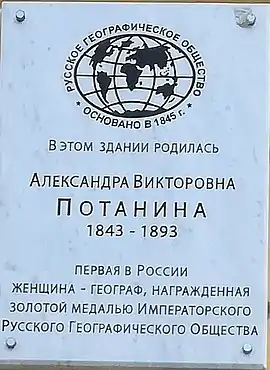 РУССКОЕ ГЕОГРАФИЧЕСКОЕ ОБЩЕСТВО
* ОСНОВАНО В 1845 г. *
В ЭТОМ ЗДАНИИ РОДИЛАСЬ
АЛЕКСАНДРА ВИКТОРОВНА
ПОТАНИНА
1843 - 1893
ПЕРВАЯ В РОССИИ
ЖЕНЩИНА - ГЕОГРАФ, НАГРАЖДЕННАЯ
ЗОЛОТОЙ МЕДАЛЬЮ ИМПЕРАТОРСКОГО
РУССКОГО ГЕОГРАФИЧЕСКОГО ОБЩЕСТВА